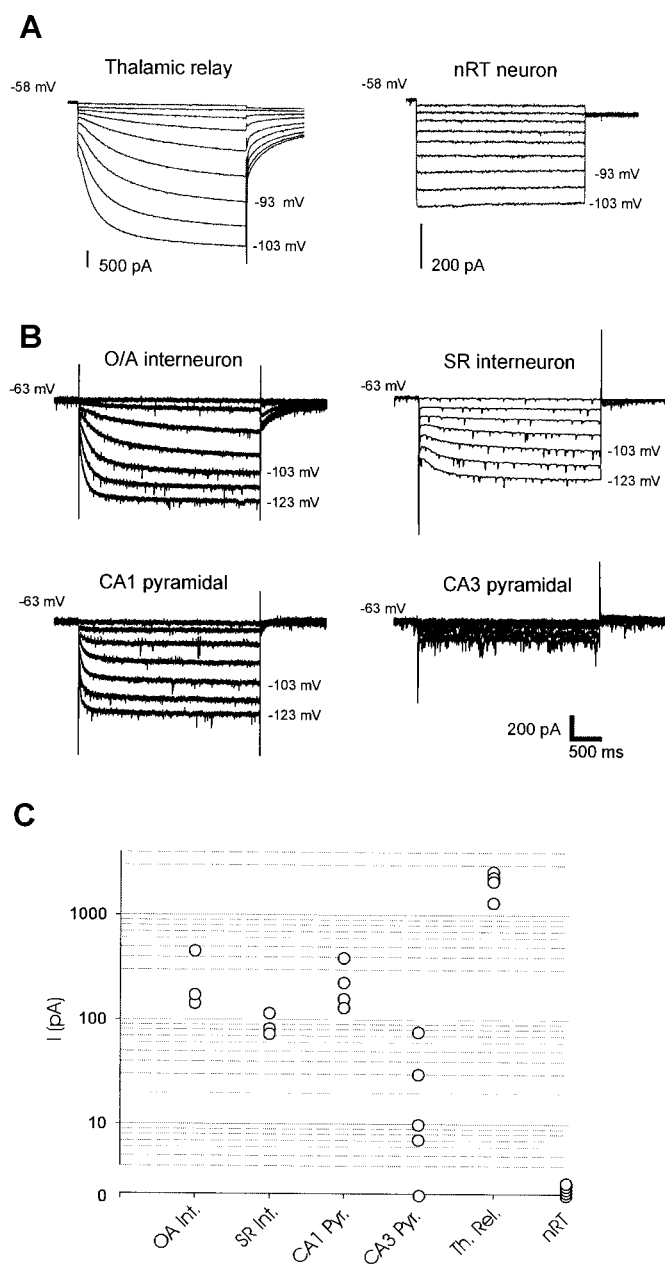 A
Thalamic relay
nRT neuron
-58 mV
-58 mV
-93 mV
-103 mV
500 pA
-93 mV
-103 mV
200 pA
B
O/A interneuron
SR interneuron
-63 mV
-63 mV
-103 mV
-123 mV
-103 mV
-123 mV
CA1 pyramidal
CA3 pyramidal
-63 mV
-63 mV
-103 mV
-123 mV
200 pA
500 ms
C
1000
100
10
0
I (pA)
OA Int.
SR Int.
CA1 Pyr.
CA3 Pyr.
Th. Rel.
nRT